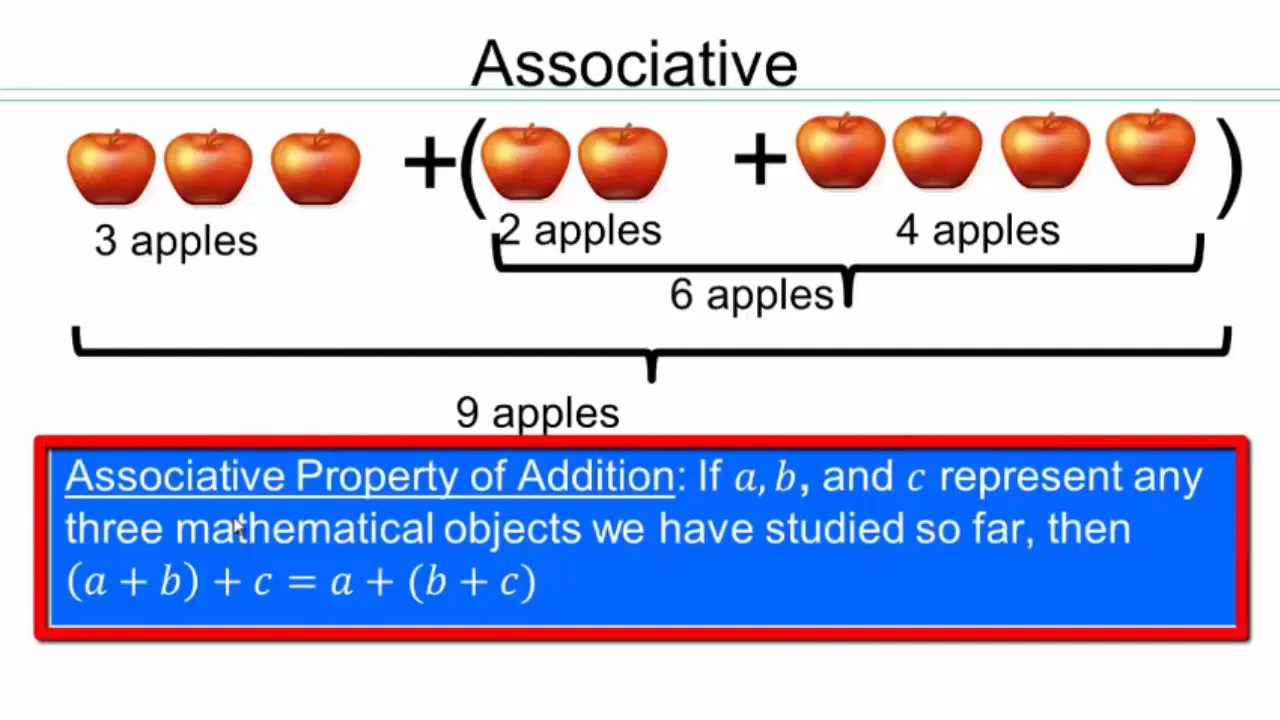 Associative
+( + )
3 apples
2 apples
4 apples
6 apples
9 apples
Associative Property of Addition: If a, b, and c represent any
three mathematical objects we have studied so far, then
(a + b) + c = a + (b + c)